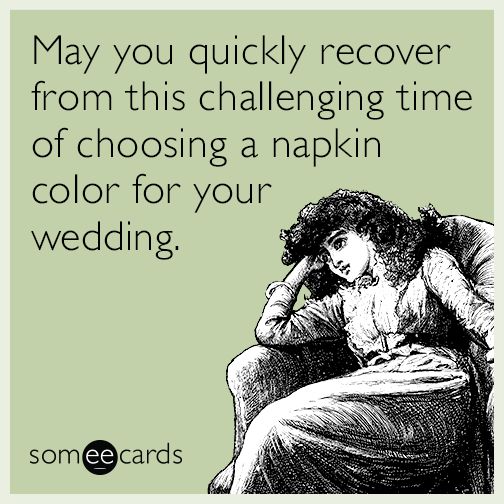 May you quickly recover
from this challenging time
of choosing a napkin
color for your
wedding.
someecards